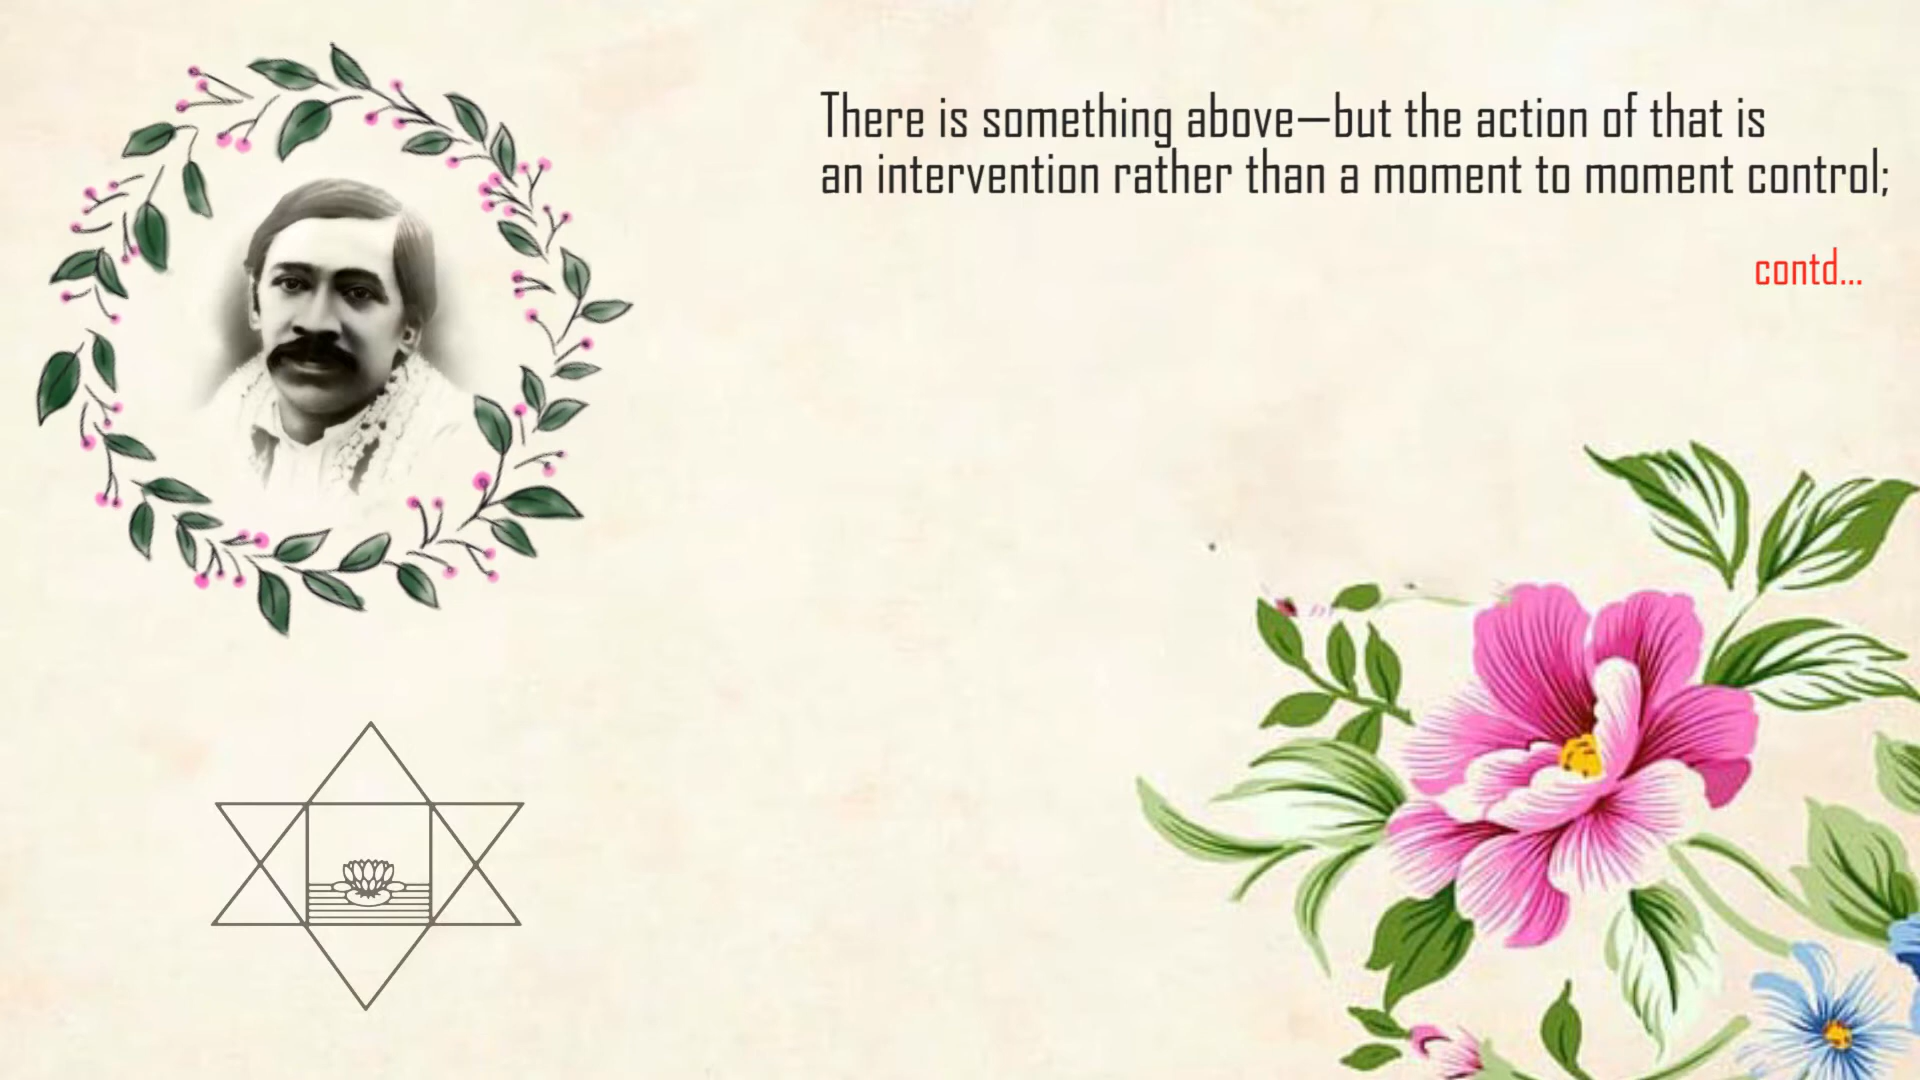 There is something above—but the action of that is
an intervention rather than a moment to moment control;
contd...